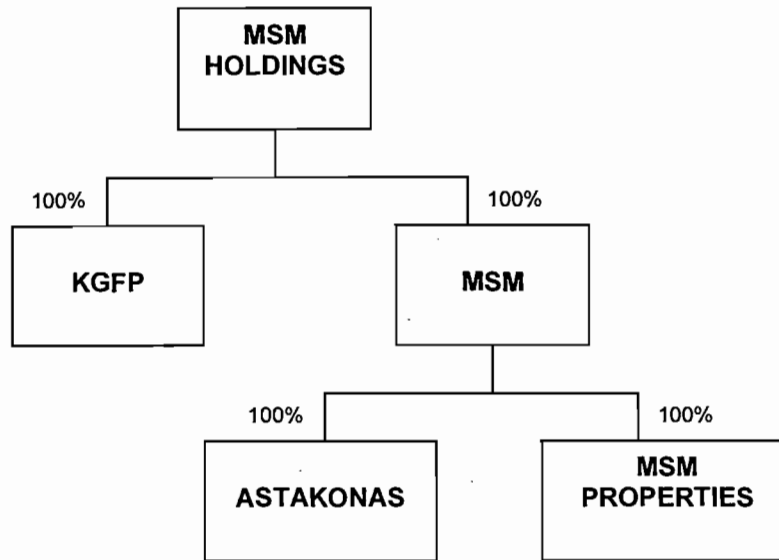 MSM
HOLDINGS
100%
100%
KGFP
MSM
100%
100%
ASTAKONAS
MSM
PROPERTIES